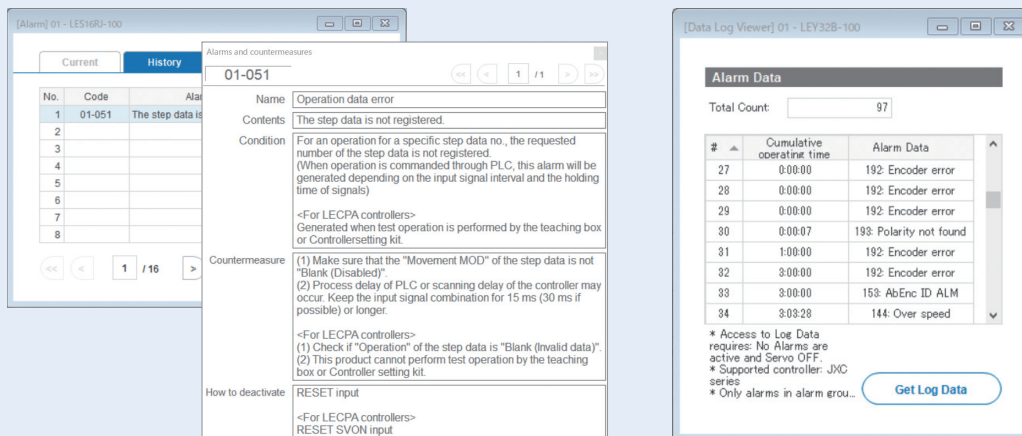 [Alarm] 01 - LES16RJ-100
Current
History
No.
Code
Alar
1
01-051
The step data is
2
3
4
5
6
7
8
<<
<
1
/ 16
>
Alarms and countermeasures
01-051
<<
<
1
/ 1
>
>>
Name
Operation data error
Contents
The step data is not registered.
Condition
For an operation for a specific step data no., the requested
number of the step data is not registered.
(When operation is commanded through PLC, this alarm will be
generated depending on the input signal interval and the holding
time of signals)
<For LECPA controllers>
Generated when test operation is performed by the teaching box
or Controllersetting kit.
Countermeasure
(1) Make sure that the "Movement MOD" of the step data is not
"Blank (Disabled)".
(2) Process delay of PLC or scanning delay of the controller may
occur. Keep the input signal combination for 15 ms (30 ms if
possible) or longer.
<For LECPA controllers>
(1) Check if "Operation" of the step data is "Blank (Invalid data)".
(2) This product cannot perform test operation by the teaching
box or Controller setting kit.
How to deactivate
RESET input
<For LECPA controllers>
RESET SVON input
[Data Log Viewer] 01 - LEY32B-100
Alarm Data
Total Count:
97
#
Cumulative
operating time
Alarm Data
27
0:00:00
192: Encoder error
28
0:00:00
192: Encoder error
29
0:00:00
192: Encoder error
30
0:00:07
193: Polarity not found
31
1:00:00
192: Encoder error
32
3:00:00
192: Encoder error
33
3:00:00
153: AbEnc ID ALM
34
3:03:28
144: Over speed
* Access to Log Data
requires: No Alarms are
active and Servo OFF.
* Supported controller: JXC
series
* Only alarms in alarm grou...
Get Log Data